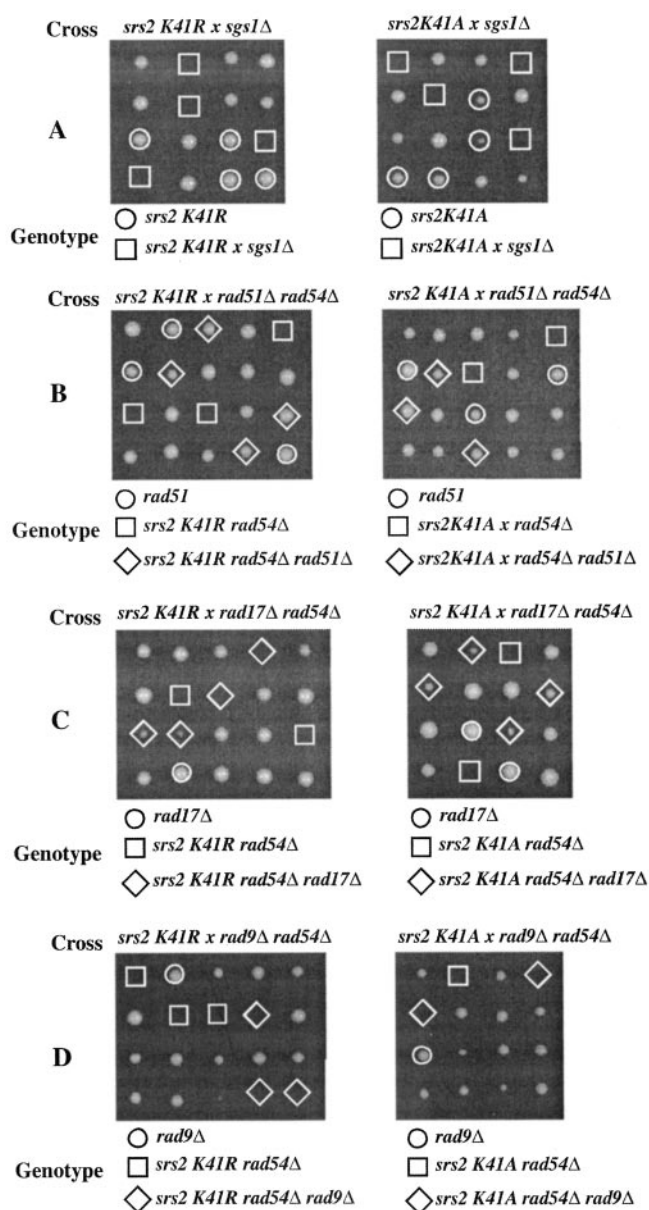 Cross srs2 K41R x sgs1Δ srs2K41A x sgs1Δ
A
Genotype
srs2 K41R srs2K41A
srs2 K41R x sgs1Δ srs2K41A x sgs1Δ
Cross srs2 K41R x rad51Δ rad54Δ srs2 K41A x rad51Δ rad54Δ
B
rad51 rad51
Genotype srs2 K41R rad54Δ srs2K41A x rad54Δ
srs2 K41R rad54Δ rad51Δ srs2K41A x rad54Δ rad51Δ
Cross srs2 K41R x rad17Δ rad54Δ srs2 K41A x rad17Δ rad54Δ
C
rad17Δ rad17Δ
Genotype srs2 K41R rad54Δ srs2 K41A rad54Δ
srs2 K41R rad54Δ rad17Δ srs2 K41A rad54Δ rad17Δ
Cross srs2 K41R x rad9Δ rad54Δ srs2 K41A x rad9Δ rad54Δ
D
rad9Δ rad9Δ
Genotype srs2 K41R rad54Δ srs2 K41A rad54Δ
srs2 K41R rad54Δ rad9Δ srs2 K41A rad54Δ rad9Δ